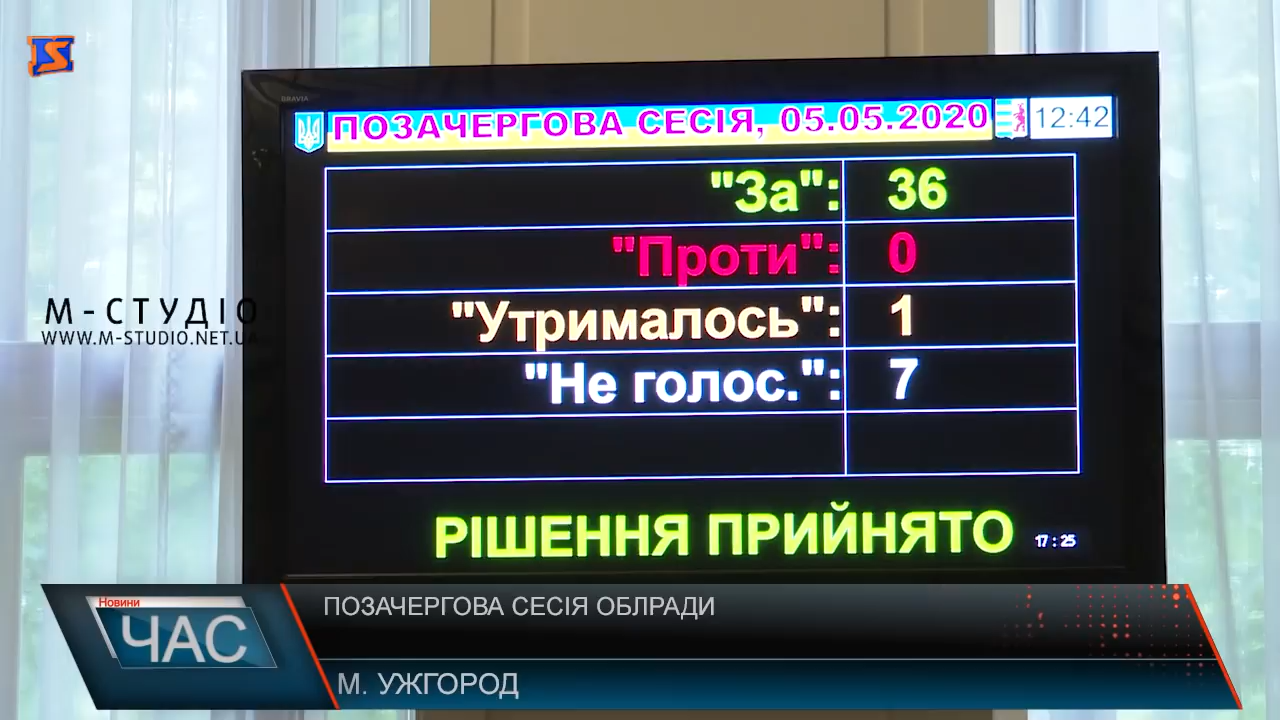 BRAVIA
ПОЗАЧЕРГОВА СЕСІЯ, 05.05.2020 12:42
"За": 36
"Проти": 0
"Утрималось": 1
"Не голос.": 7
РІШЕННЯ ПРИЙНЯТО 17:25
М-СТУДІО
WWW.M-STUDIO.NET.UA
Новини
ЧАС
ПОЗАЧЕРГОВА СЕСІЯ ОБЛРАДИ
М. УЖГОРОД